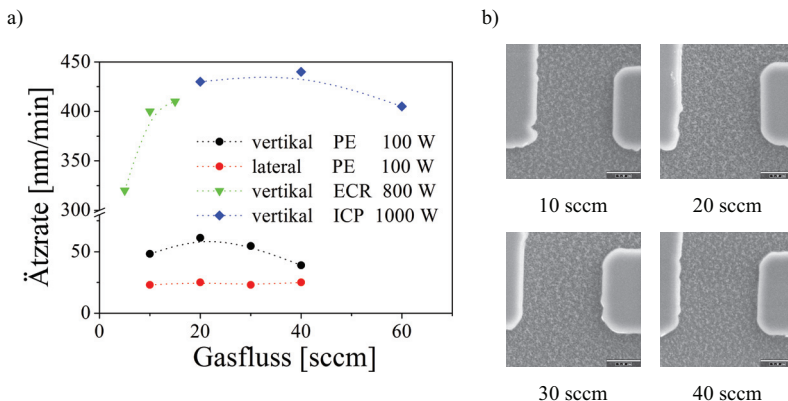 a)
b)
Ätzrate [nm/min]
450
400
350
300
50
0
vertikal PE 100 W
lateral PE 100 W
vertikal ECR 800 W
vertikal ICP 1000 W
0 20 40 60
Gasfluss [sccm]
10 sccm 20 sccm
30 sccm 40 sccm